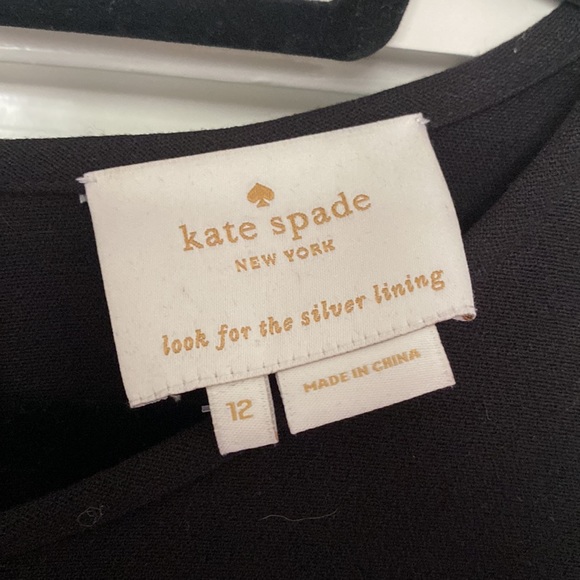 kate spade
NEW YORK
look for the silver lining
12
MADE IN CHINA